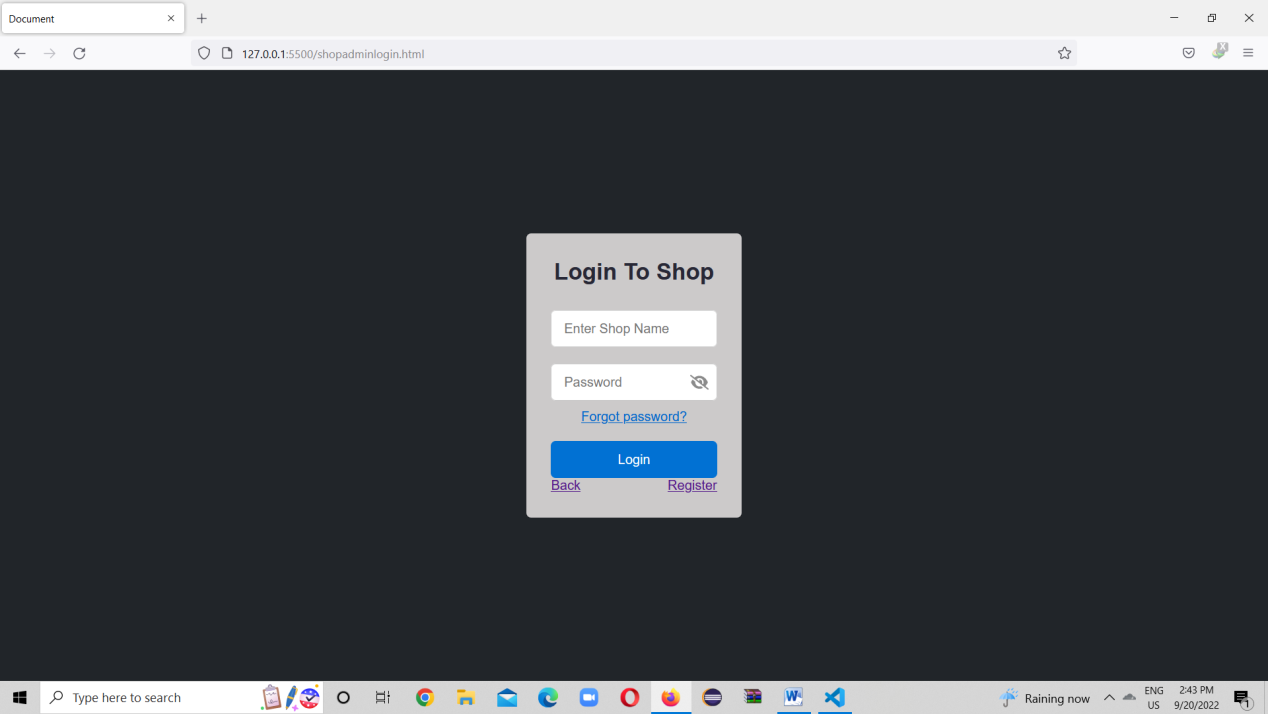 Document
127.0.0.1:5500/shopadminlogin.html
Login To Shop
Enter Shop Name
Password
Forgot password?
Login
Back Register
Type here to search
Raining now
ENG
US
2:43 PM
9/20/2022
1